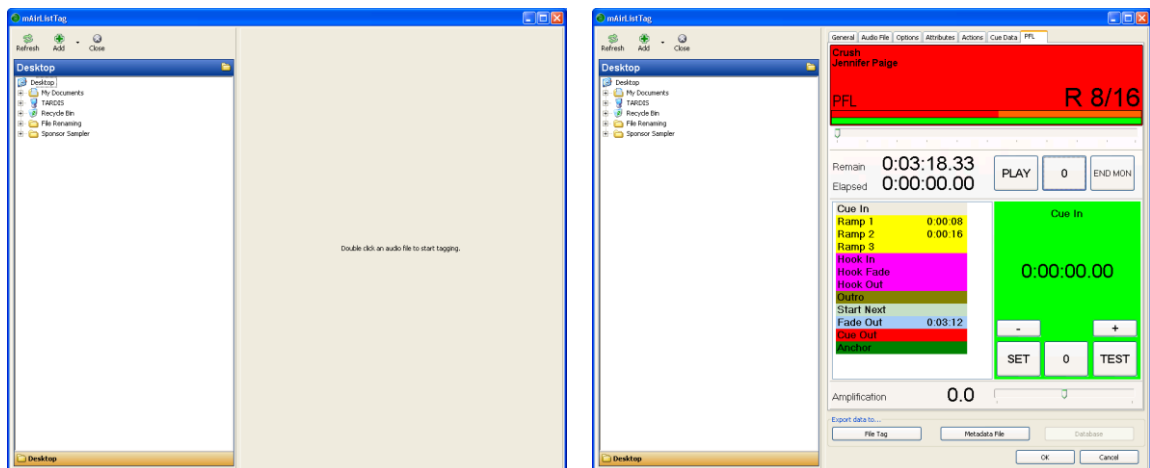 mAirListTag
Refresh Add Close
Desktop
Desktop
My Documents
TARDIS
Recycle Bin
File Renaming
Sponsor Sampler
Double click an audio file to start tagging.
Desktop
mAirListTag
Refresh Add Close
Desktop
Desktop
My Documents
TARDIS
Recycle Bin
File Renaming
Sponsor Sampler
Desktop
General Audio File Options Attributes Actions Cue Data PFL
Crush
Jennifer Paige
PFL R 8/16
Remain 0:03:18.33
Elapsed 0:00:00.00
PLAY 0 END MON
Cue In
Ramp 1 0:00:08
Ramp 2 0:00:16
Ramp 3
Hook In
Hook Fade
Hook Out
Outro
Start Next
Fade Out 0:03:12
Cue Out
Anchor
Cue In
0:00:00.00
- +
SET 0 TEST
Amplification 0.0
Export data to...
File Tag Metadata File Database
OK Cancel